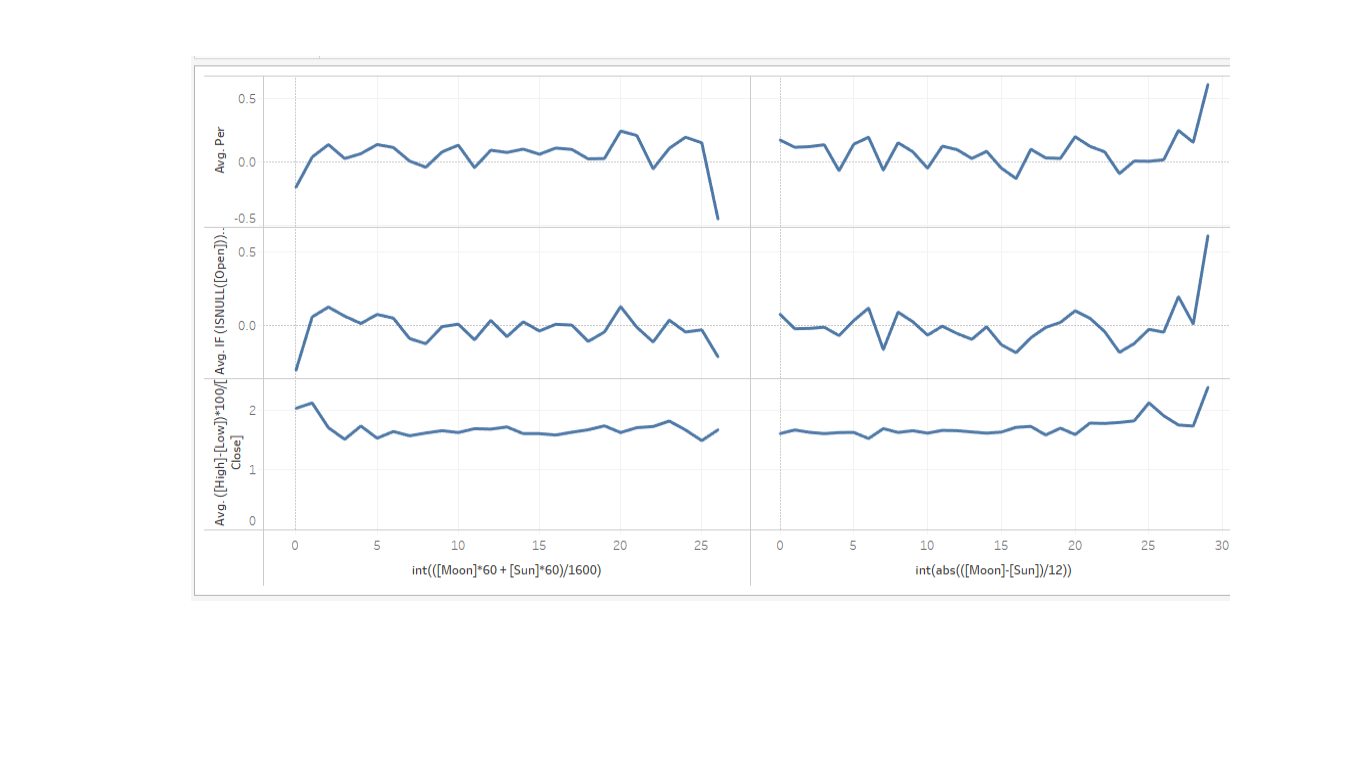 Avg. Per
0.5
0.0
-0.5
Avg. IF (ISNULL([Open]))..
0.5
0.0
Avg. ([High]-[Low])*100/[
Close]
2
1
0
0 5 10 15 20 25
0 5 10 15 20 25 30
int(([Moon]*60 + [Sun]*60)/1600)
int(abs(([Moon]-[Sun])/12))